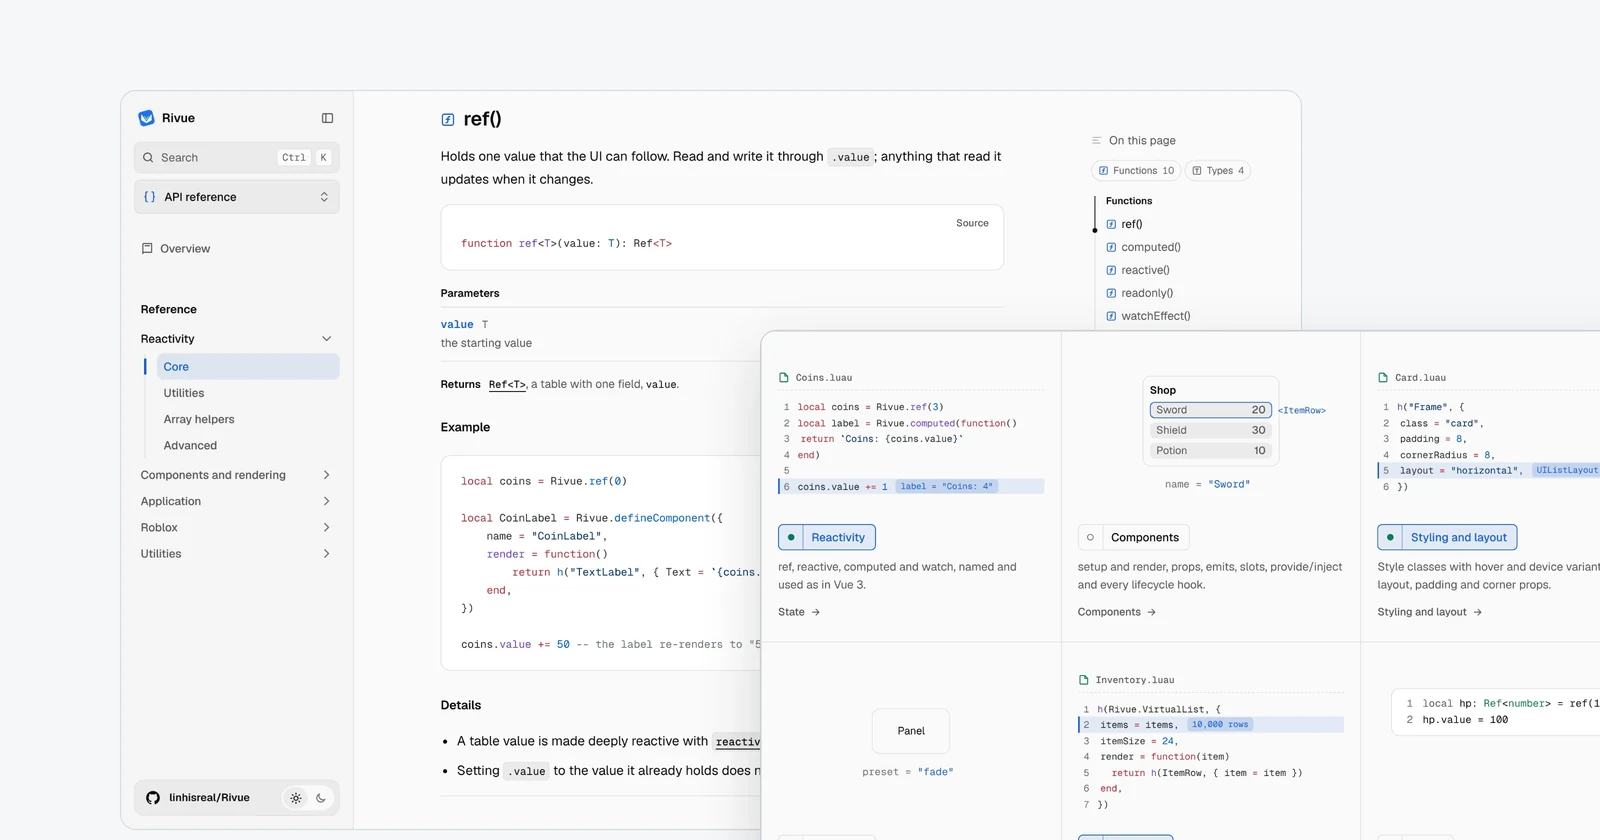 Rivue
Search Ctrl K
API reference
Overview
Reference
Reactivity
Core
Utilities
Array helpers
Advanced
Components and rendering
Application
Roblox
Utilities
linhisreal/Rivue
ref()
Holds one value that the UI can follow. Read and write it through .value; anything that read it
updates when it changes.
Source
function ref<T>(value: T): Ref<T>
Parameters
value T
the starting value
Returns Ref<T>, a table with one field, value.
Example
local coins = Rivue.ref(0)
local CoinLabel = Rivue.defineComponent({
name = "CoinLabel",
render = function()
return h("TextLabel", { Text = `{coins.
end,
})
coins.value += 50 -- the label re-renders to "5
Details
A table value is made deeply reactive with reactiv
Setting .value to the value it already holds does n
On this page
Functions 10 Types 4
Functions
ref()
computed()
reactive()
readonly()
watchEffect()
Coins.luau
1 local coins = Rivue.ref(3)
2 local label = Rivue.computed(function()
3 return `Coins: {coins.value}`
4 end)
5
6 coins.value += 1 label = "Coins: 4"
Reactivity
ref, reactive, computed and watch, named and
used as in Vue 3.
State →
Shop
Sword 20 <ItemRow>
Shield 30
Potion 10
name = "Sword"
Components
setup and render, props, emits, slots, provide/inject
and every lifecycle hook.
Components →
Card.luau
1 h("Frame", {
2 class = "card",
3 padding = 8,
4 cornerRadius = 8,
5 layout = "horizontal", UIListLayout
6 })
Styling and layout
Style classes with hover and device variant
layout, padding and corner props.
Styling and layout →
Panel
preset = "fade"
Inventory.luau
1 h(Rivue.VirtualList, {
2 items = items, 10,000 rows
3 itemSize = 24,
4 render = function(item)
5 return h(ItemRow, { item = item })
6 end,
7 })
1 local hp: Ref<number> = ref(1
2 hp.value = 100